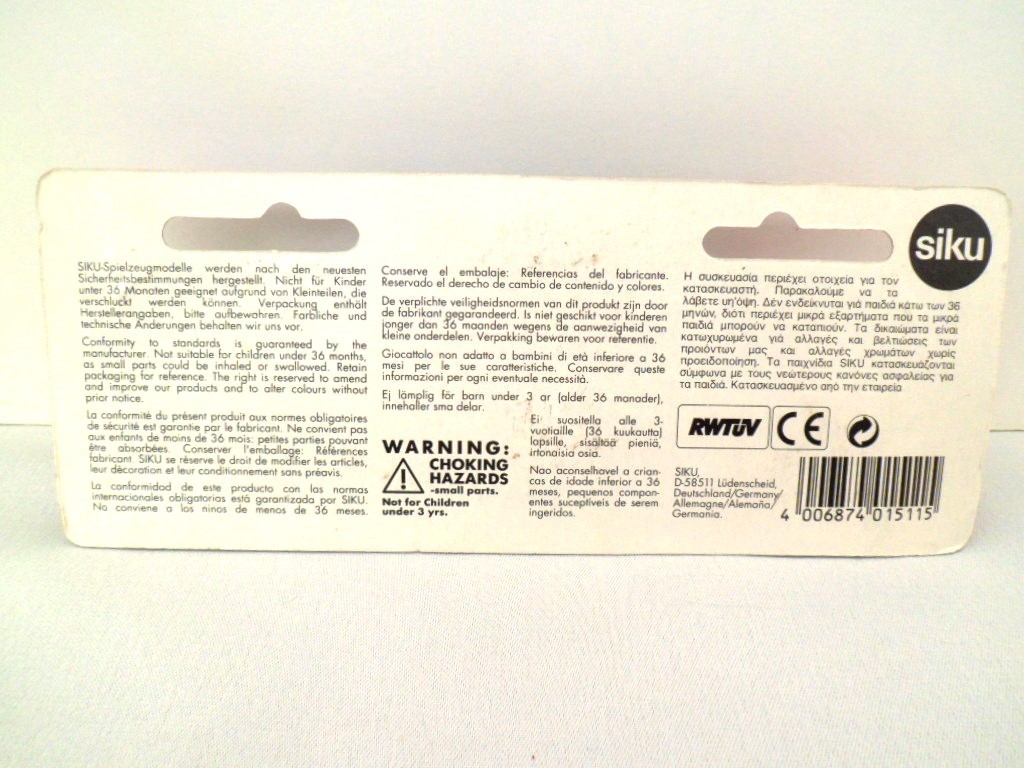 SIKU-Spielzeugmodelle werden nach den neuesten
Sicherheitsbestimmungen hergestellt. Nicht für Kinder
unter 36 Monaten geeignet aufgrund von Kleinteilen, die
verschluckt werden können. Verpackung enthält
Herstellerangaben, bitte aufbewahren. Farbliche und
technische Änderungen behalten wir uns vor.
Conformity to standards is guaranteed by the
manufacturer. Not suitable for children under 36 months,
as small parts could be inhaled or swallowed. Retain
packaging for reference. The right is reserved to amend
and improve our products and to alter colours without
prior notice.
La conformité du présent produit aux normes obligatoires
de sécurité est garantie par le fabricant. Ne convient pas
aux enfants de moins de 36 mois: petites parties pouvant
être absorbées. Conserver l'emballage: Références
fabricant. SIKU se réserve le droit de modifier les articles,
leur décoration et leur conditionnement sans préavis.
La conformidad de este producto con las normas
internacionales obligatorias está garantizada por SIKU.
No conviene a los ninos de menos de 36 meses.
Conserve el embalaje: Referencias del fabricante.
Reservado el derecho de cambio de contenido y colores.
De verplichte veiligheidsnormen van dit produkt zijn door
de fabrikant gegarandeerd. Is niet geschikt voor kinderen
jonger dan 36 maanden wegens de aanwezigheid van
kleine onderdelen. Verpakking bewaren voor referentie.
Giocattolo non adatto a bambini di età inferiore a 36
mesi per le sue caratteristiche. Conservare queste
informazioni per ogni eventuale necessità.
Ej lämplig för barn under 3 ar (alder 36 manader),
innehaller sma delar.
Ei suositella alle 3-
vuotiaille (36 kuukautta)
lapsille, sisältää pieniä,
irtonaisia osia.
WARNING:
CHOKING
HAZARDS
-small parts.
Not for Children
under 3 yrs.
Nao aconselhavel a crian-
cas de idade inferior a 36
meses, pequenos compon-
entes suceptíveis de serem
ingeridos.
siku
Η συσκευασία περιέχει στοιχεία για τον
κατασκευαστή. Παρακαλούμε να τα
λάβετε υπ'όψη. Δέν ενδείκνυται γιά παιδιά κάτω των 36
μηνών, διότι περιέχει μικρά εξαρτήματα που τα μικρά
παιδιά μπορούν να καταπιούν. Τα δικαιώματα είναι
κατωχυρωμένα γιά αλλαγές και βελτιώσεις των
προϊόντων μας και αλλαγές χρωμάτων χωρίς
προειδοποίηση. Τα παιχνίδια SIKU κατασκευάζονται
σύμφωνα με τους νεώτερους κανόνες ασφαλείας για
τα παιδιά. Κατασκευασμένο από την εταιρεία
RWTÜV CE
SIKU,
D-58511 Lüdenscheid,
Deutschland/Germany/
Allemagne/Alemaña/
Germania.
4 006874 015115